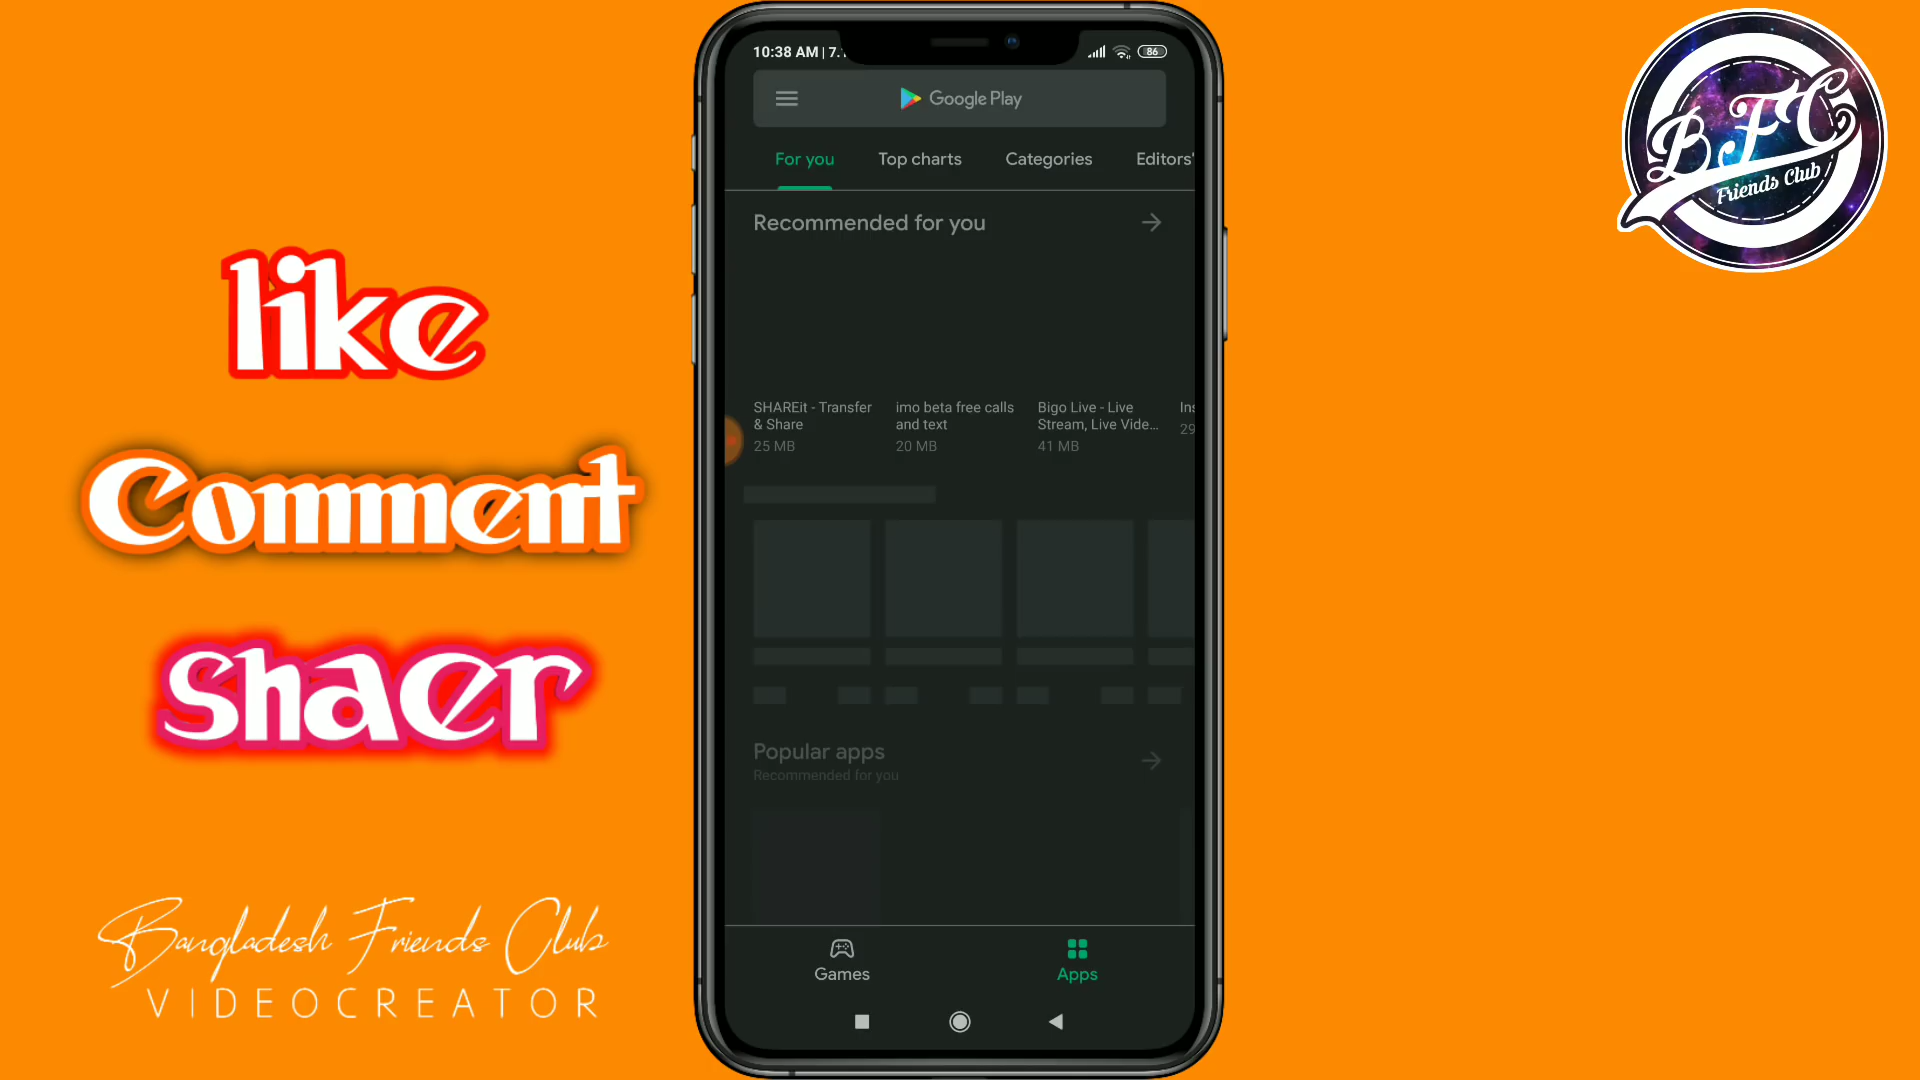 10:38 AM | 7.
86
Google Play
For you
Top charts
Categories
Editors'
Recommended for you
SHAREit - Transfer
& Share
25 MB
imo beta free calls
and text
20 MB
Bigo Live - Live
Stream, Live Vide...
41 MB
Ins
29
Popular apps
Recommended for you
Games
Apps
like
Comment
shaer
Bangladesh Friends Club
VIDEOCREATOR
BFC
Friends Club